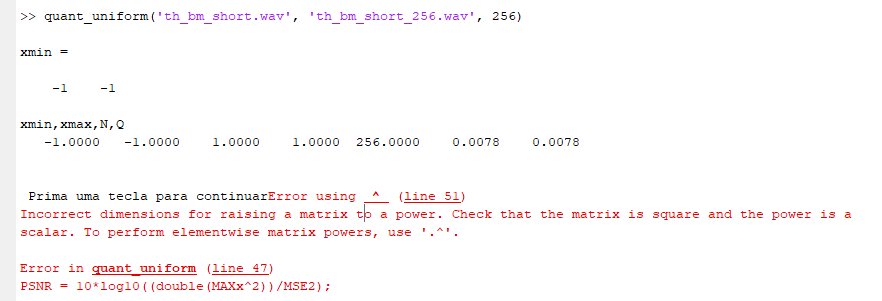 >> quant_uniform('th_bm_short.wav', 'th_bm_short_256.wav', 256)
xmin =
-1 -1
xmin,xmax,N,Q
-1.0000 -1.0000 1.0000 1.0000 256.0000 0.0078 0.0078
Prima uma tecla para continuarError using ^ (line 51)
Incorrect dimensions for raising a matrix to a power. Check that the matrix is square and the power is a
scalar. To perform elementwise matrix powers, use '.^'.
Error in quant_uniform (line 47)
PSNR = 10*log10((double(MAXx^2))/MSE2);